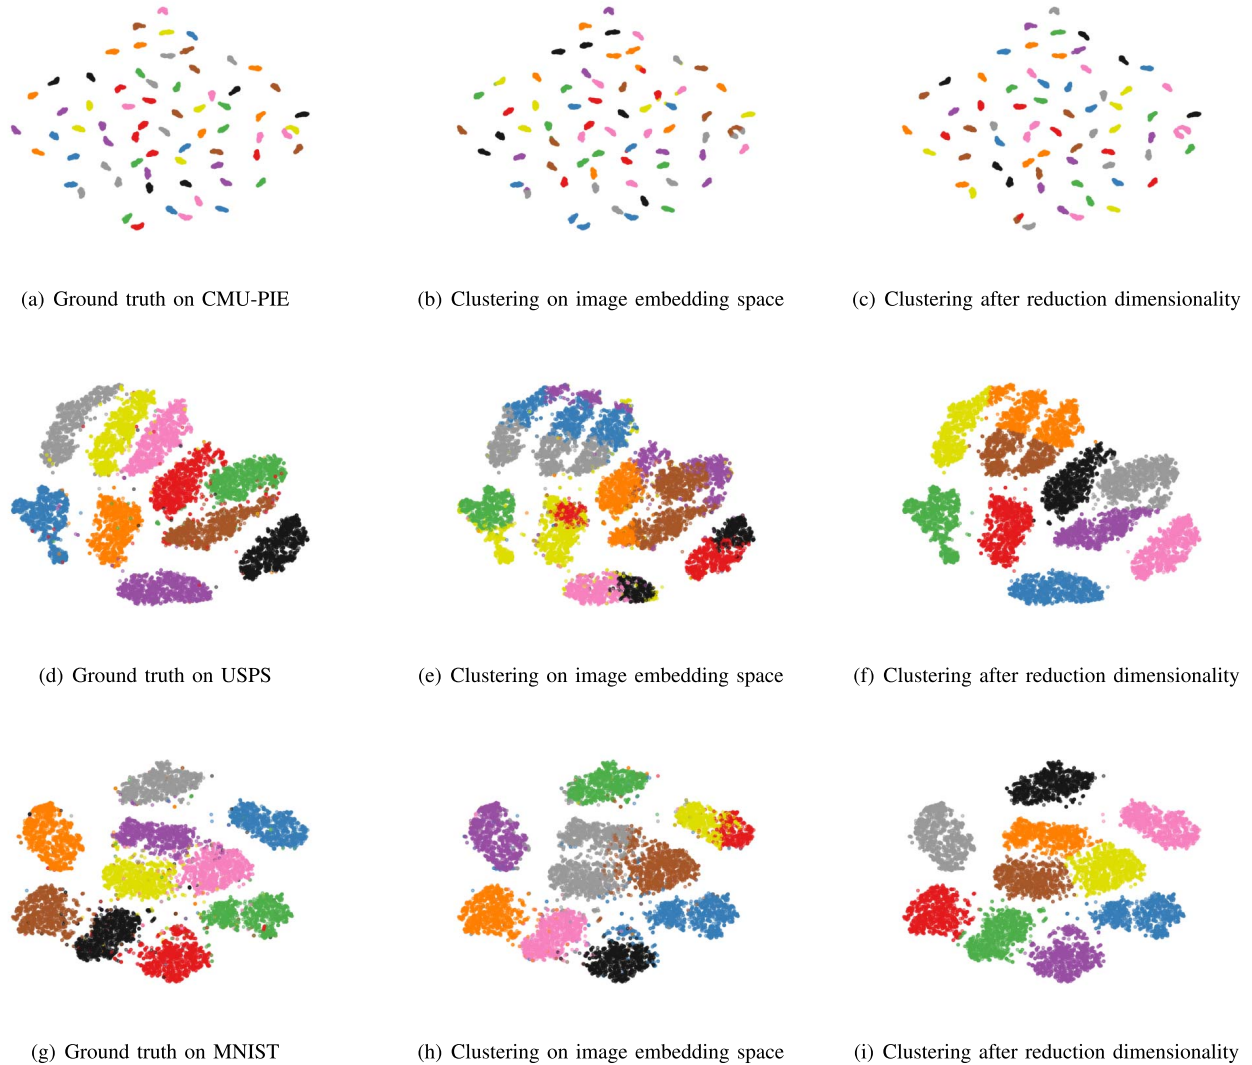 (a) Ground truth on CMU-PIE
(b) Clustering on image embedding space
(c) Clustering after reduction dimensionality
(d) Ground truth on USPS
(e) Clustering on image embedding space
(f) Clustering after reduction dimensionality
(g) Ground truth on MNIST
(h) Clustering on image embedding space
(i) Clustering after reduction dimensionality